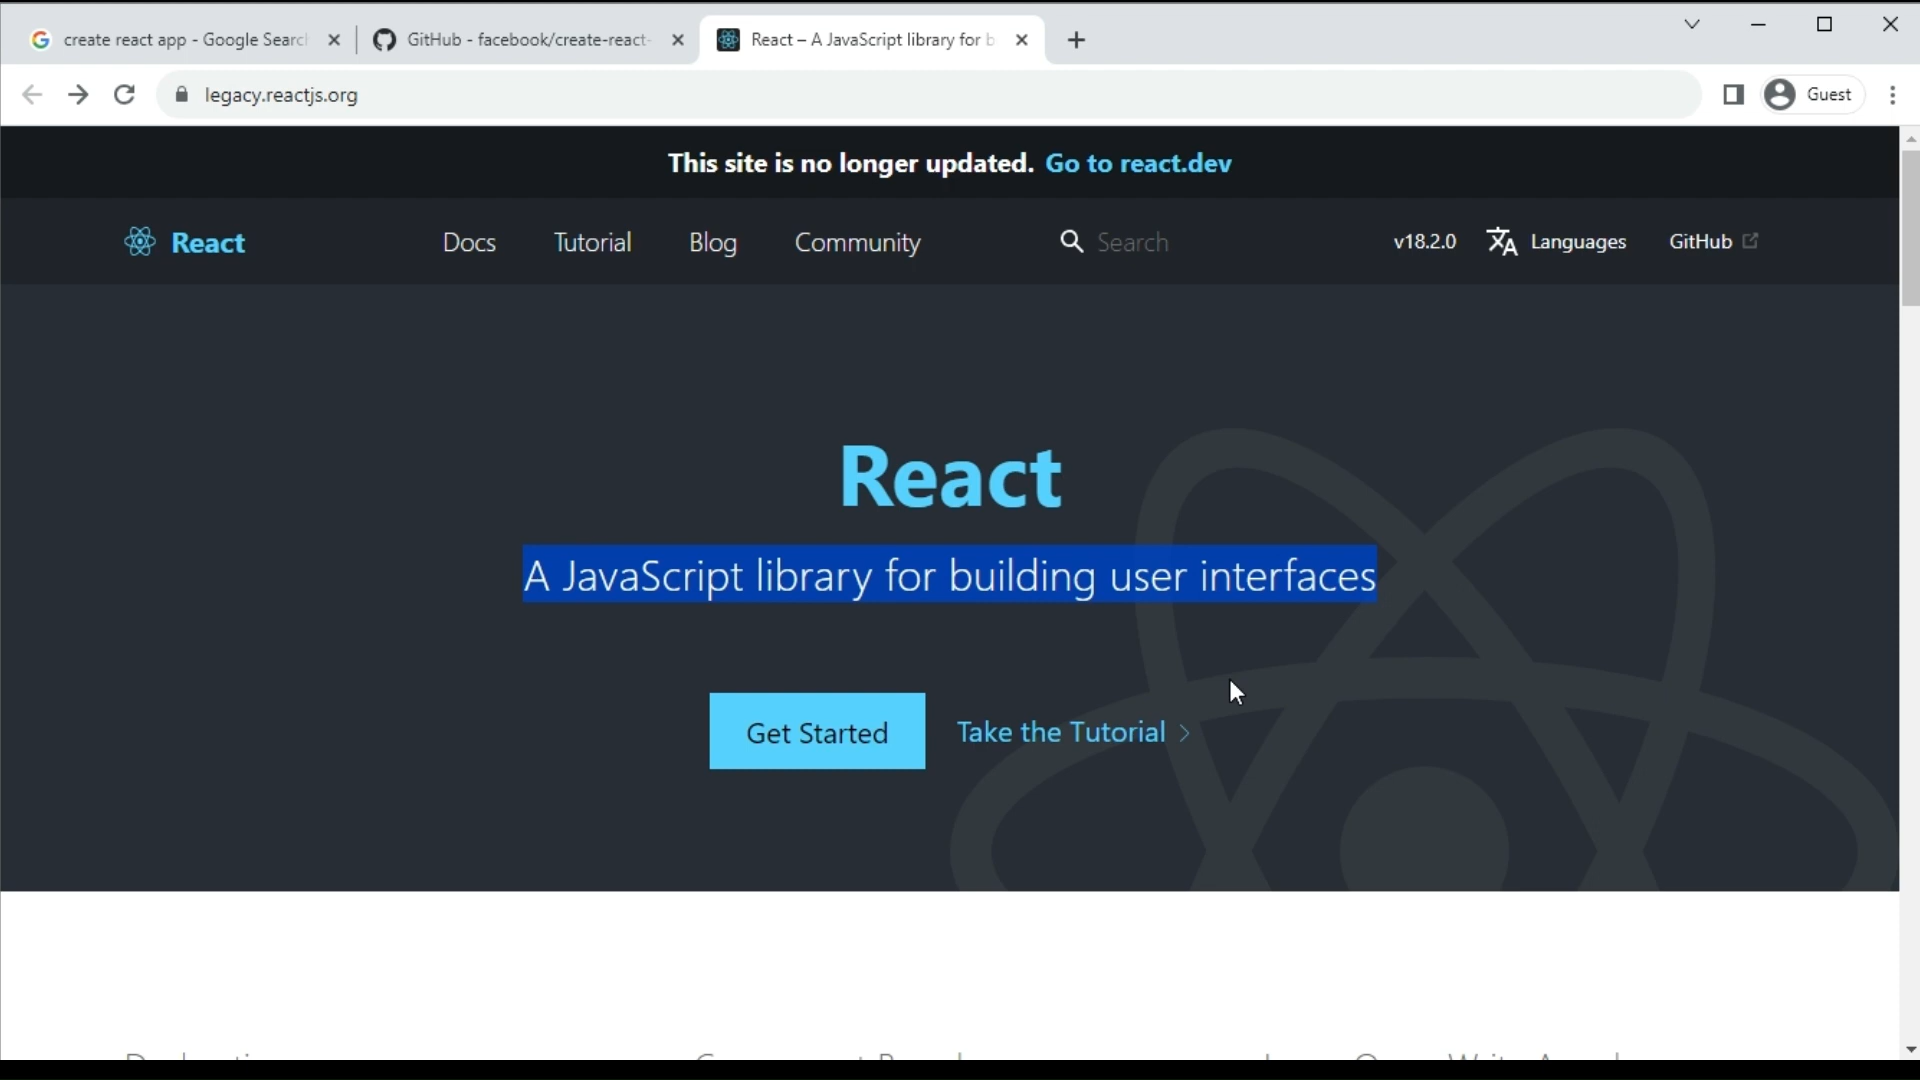 create react app - Google Search
GitHub - facebook/create-react-
React – A JavaScript library for b
legacy.reactjs.org
Guest
This site is no longer updated. Go to react.dev
React
Docs
Tutorial
Blog
Community
Search
v18.2.0
Languages
GitHub
React
A JavaScript library for building user interfaces
Get Started
Take the Tutorial